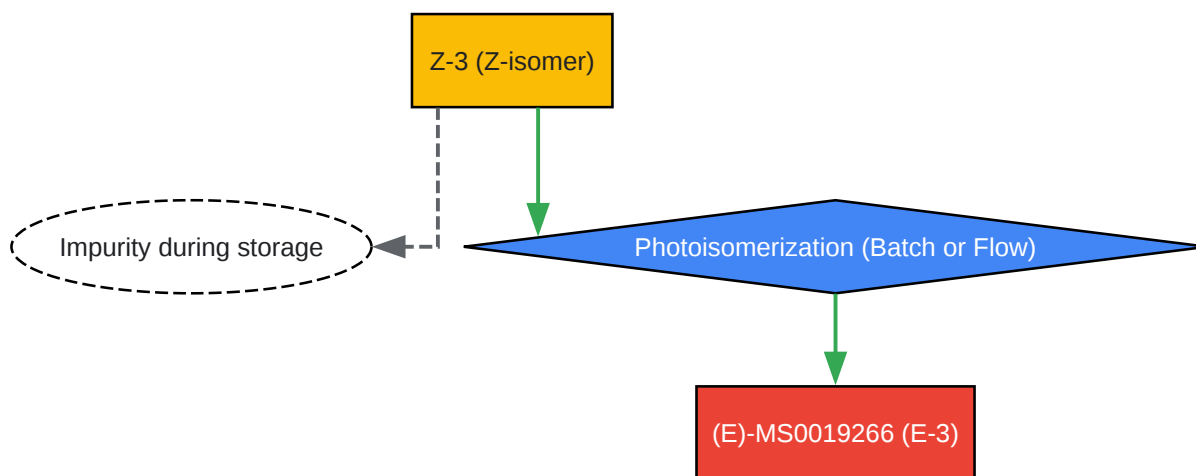 Z-3 (Z-isomer)
Impurity during storage
Photoisomerization (Batch or Flow)
(E)-MS0019266 (E-3)